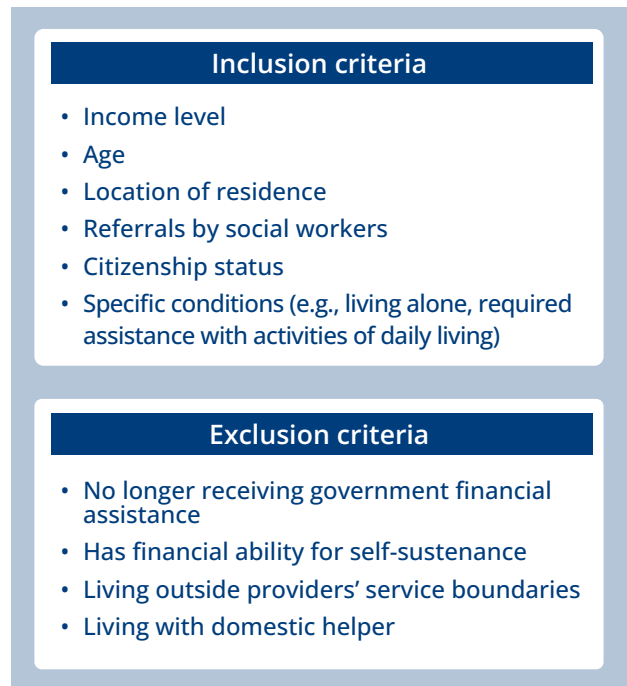 Inclusion criteria
• Income level
• Age
• Location of residence
• Referrals by social workers
• Citizenship status
• Specific conditions (e.g., living alone, required
assistance with activities of daily living)
Exclusion criteria
• No longer receiving government financial
assistance
• Has financial ability for self-sustenance
• Living outside providers’ service boundaries
• Living with domestic helper